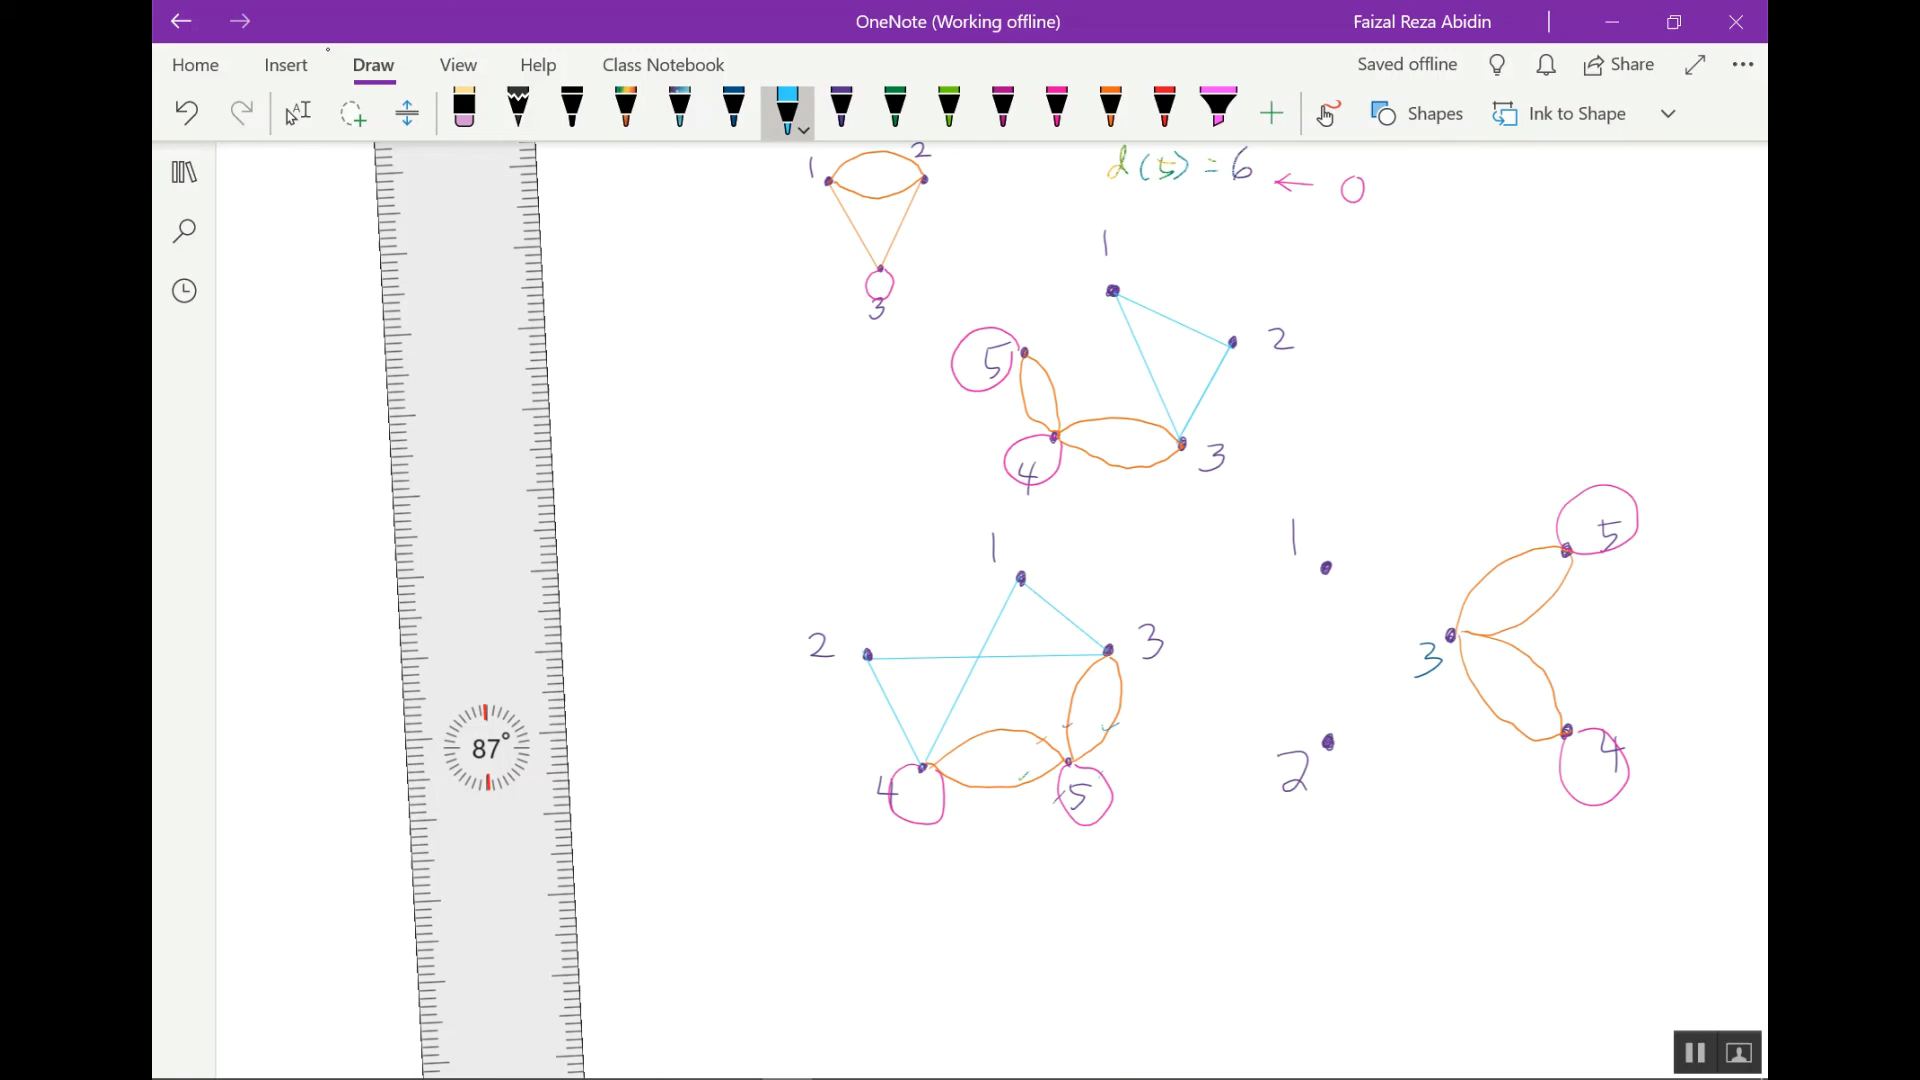 OneNote (Working offline)
Faizal Reza Abidin
Home Insert Draw View Help Class Notebook
Saved offline Share
Shapes Ink to Shape
1 2
d(5) = 6 ← 0
3
1
5 2
4 3
1 1 5
2 3 3
87°
4 5 2 4